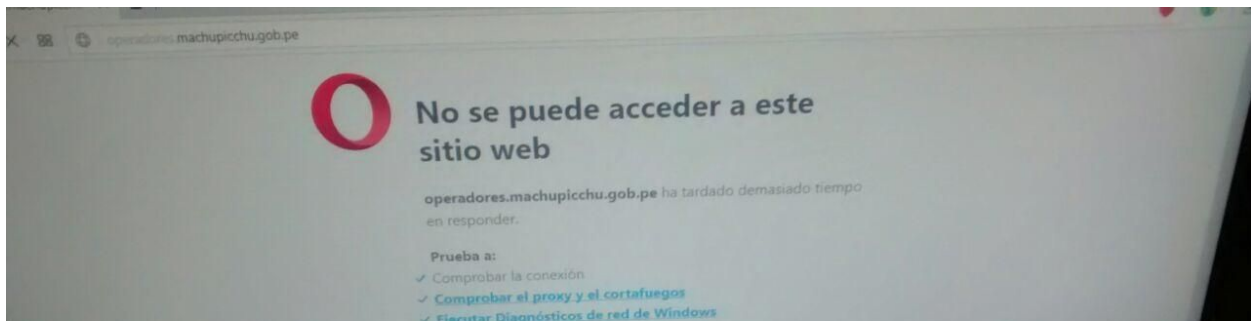 operadores.machupicchu.gob.pe
No se puede acceder a este
sitio web
operadores.machupicchu.gob.pe ha tardado demasiado tiempo
en responder.
Prueba a:
Comprobar la conexión
Comprobar el proxy y el cortafuegos
Ejecutar Diagnósticos de red de Windows